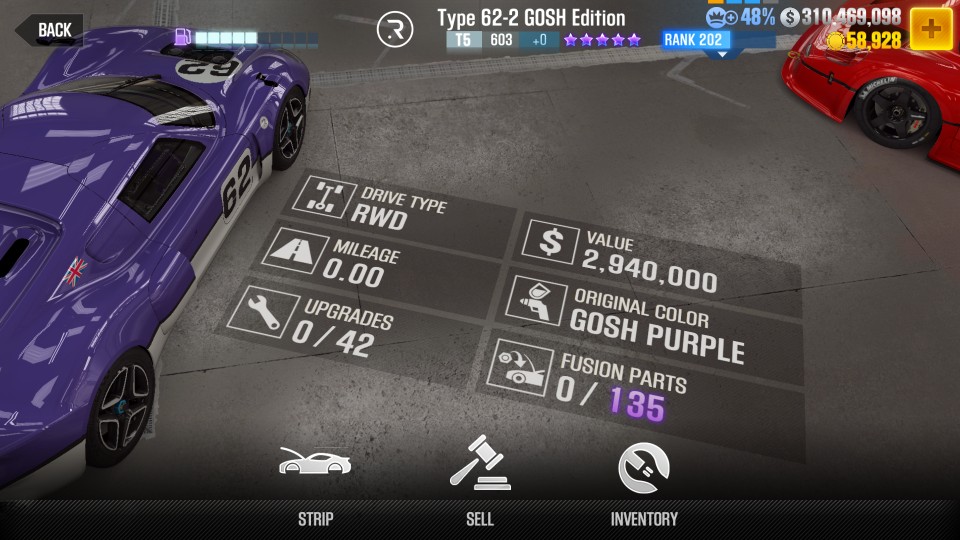 BACK
Type 62-2 GOSH Edition
T5 603 +0
RANK 202
48%
310,469,098
58,928
62
62
MICHELIN
DRIVE TYPE
RWD
MILEAGE
0.00
UPGRADES
0 / 42
VALUE
2,940,000
ORIGINAL COLOR
GOSH PURPLE
FUSION PARTS
0 / 135
STRIP
SELL
INVENTORY